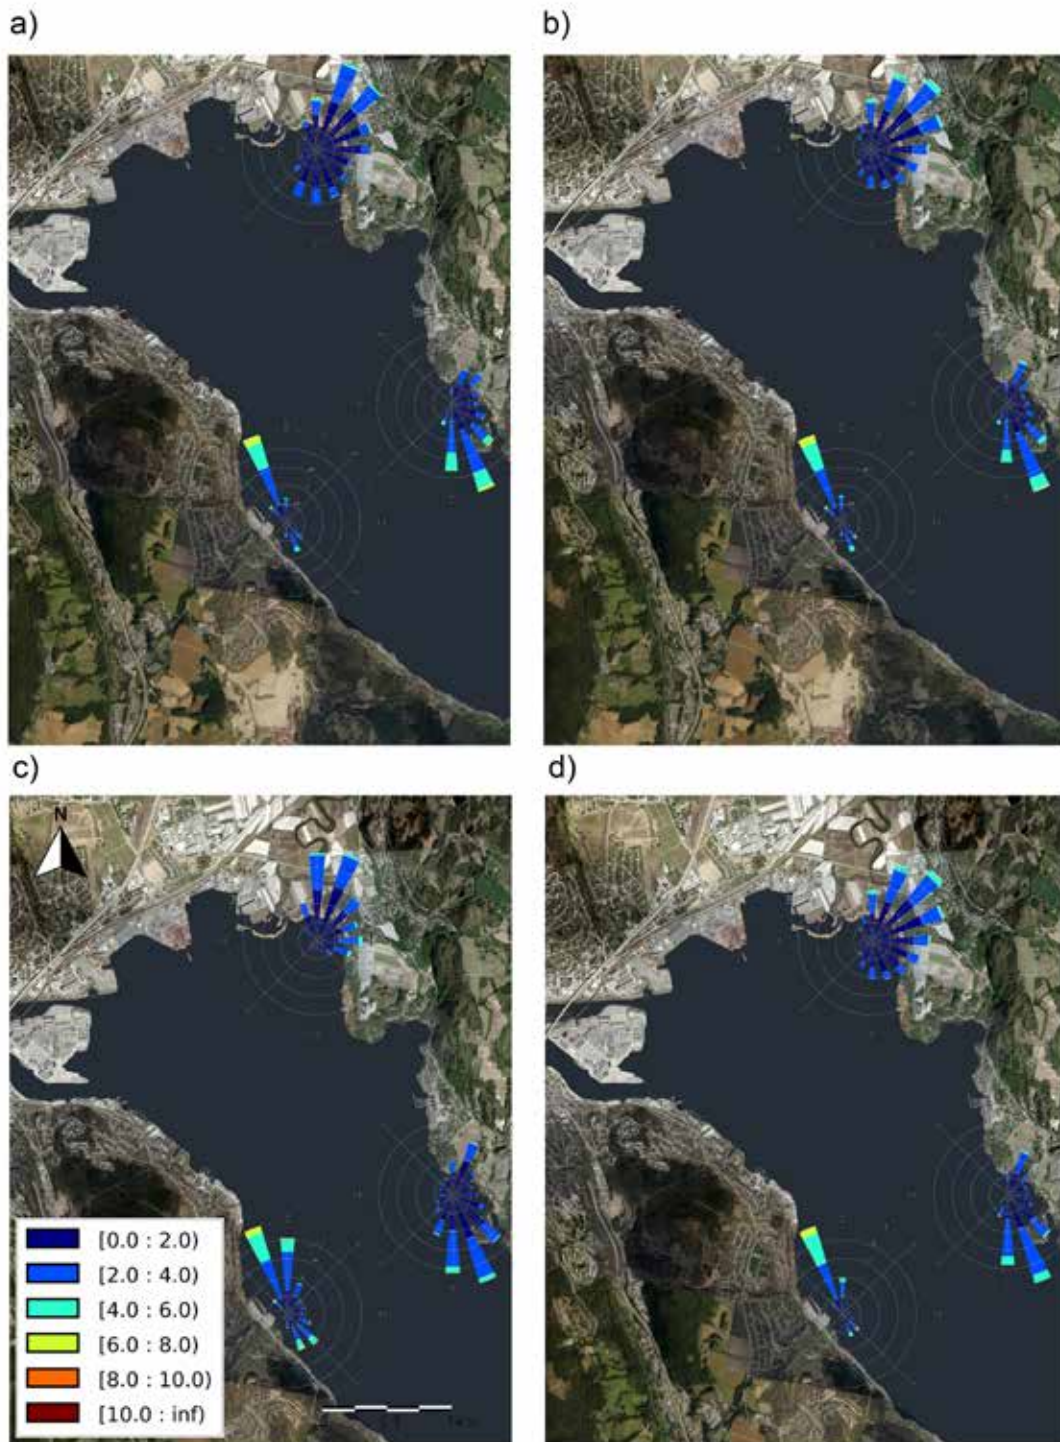 a)
b)
c)
d)
N
[0.0 : 2.0)
[2.0 : 4.0)
[4.0 : 6.0)
[6.0 : 8.0)
[8.0 : 10.0)
[10.0 : inf)